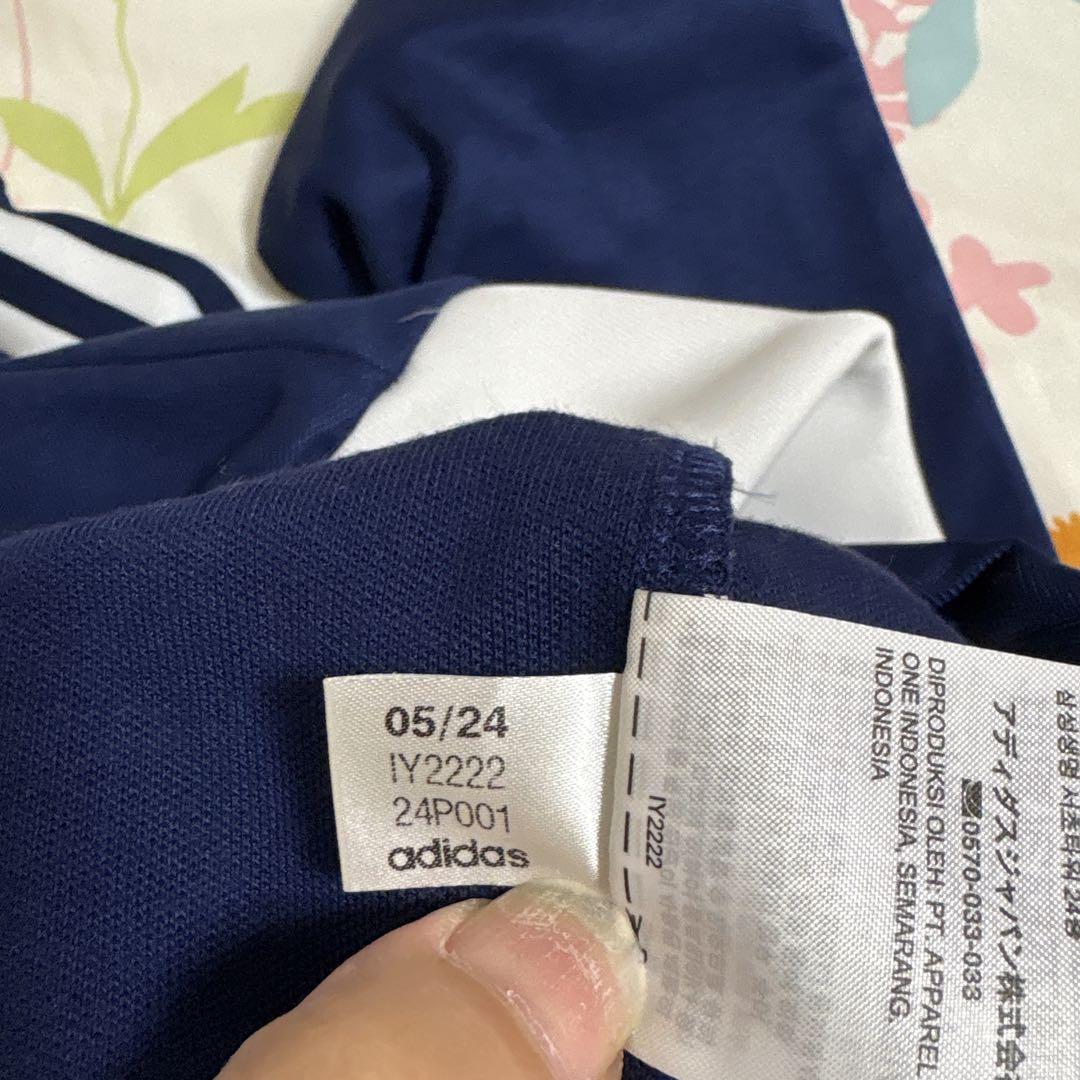 05/24
IY2222
24P001
adidas
IY2222
アディダスジャパン株式会
0570-033-033
DIPRODUKSI OLEH: PT. APPAREL
ONE INDONESIA, SEMARANG.
INDONESIA